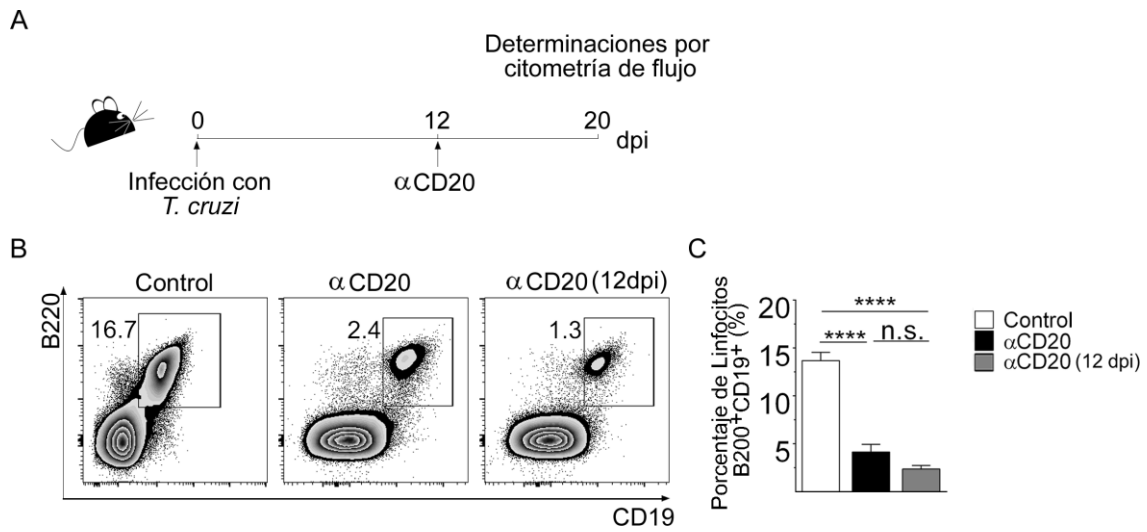 A
Determinaciones por
citometría de flujo
0
12
20
dpi
Infección con
T. cruzi
αCD20
B
Control
αCD20
αCD20 (12dpi)
B220
16.7
2.4
1.3
CD19
C
Porcentaje de Linfocitos
B200+CD19+ (%)
20
15
10
5
****
****
n.s.
Control
αCD20
αCD20 (12 dpi)